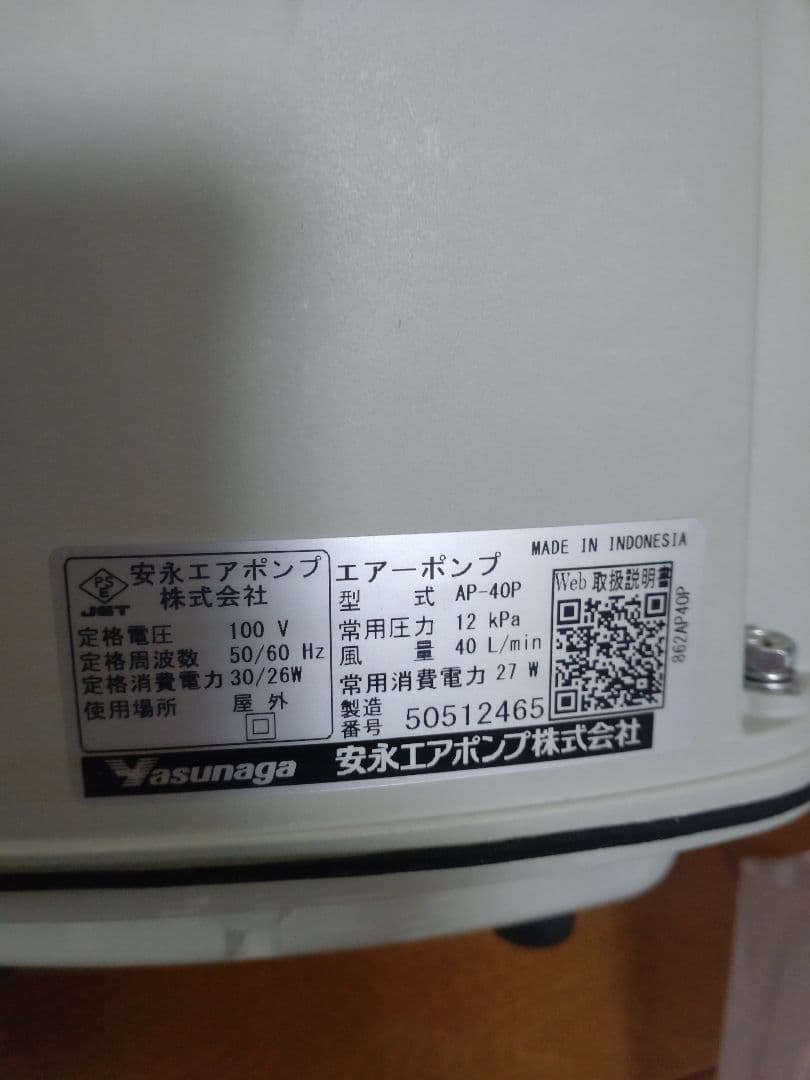 MADE IN INDONESIA
PSE
JET
安永エアポンプ
株式会社
定格電圧 100 V
定格周波数 50/60 Hz
定格消費電力 30/26W
使用場所 屋外
エアーポンプ
型 式 AP-40P
常用圧力 12 kPa
風 量 40 L/min
常用消費電力 27 W
製造
番号 50512465
Web 取扱説明書
862AP40P
Yasunaga 安永エアポンプ株式会社